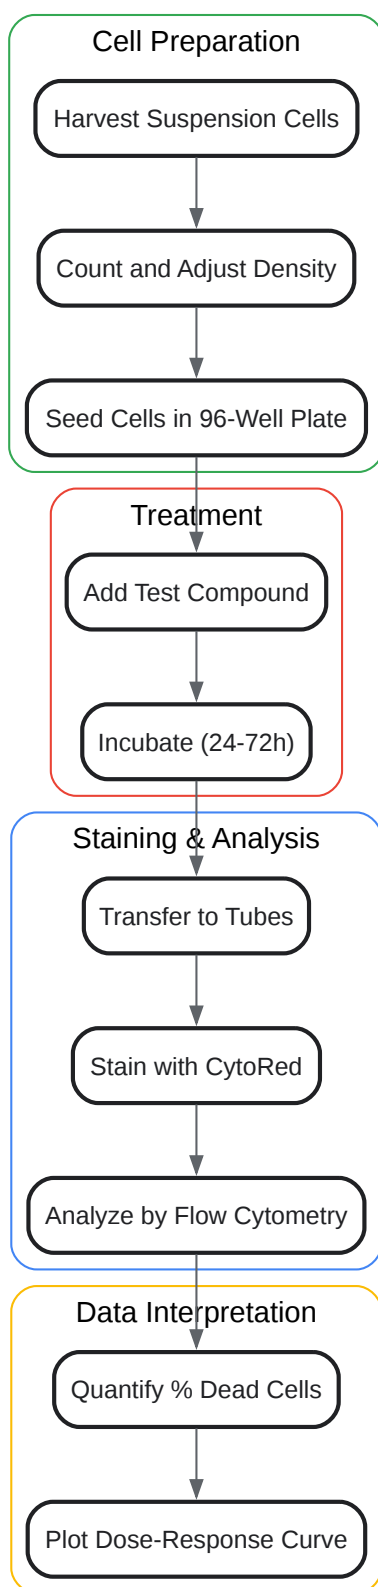 Cell Preparation
Harvest Suspension Cells
Count and Adjust Density
Seed Cells in 96-Well Plate
Treatment
Add Test Compound
Incubate (24-72h)
Staining & Analysis
Transfer to Tubes
Stain with CytoRed
Analyze by Flow Cytometry
Data Interpretation
Quantify % Dead Cells
Plot Dose-Response Curve